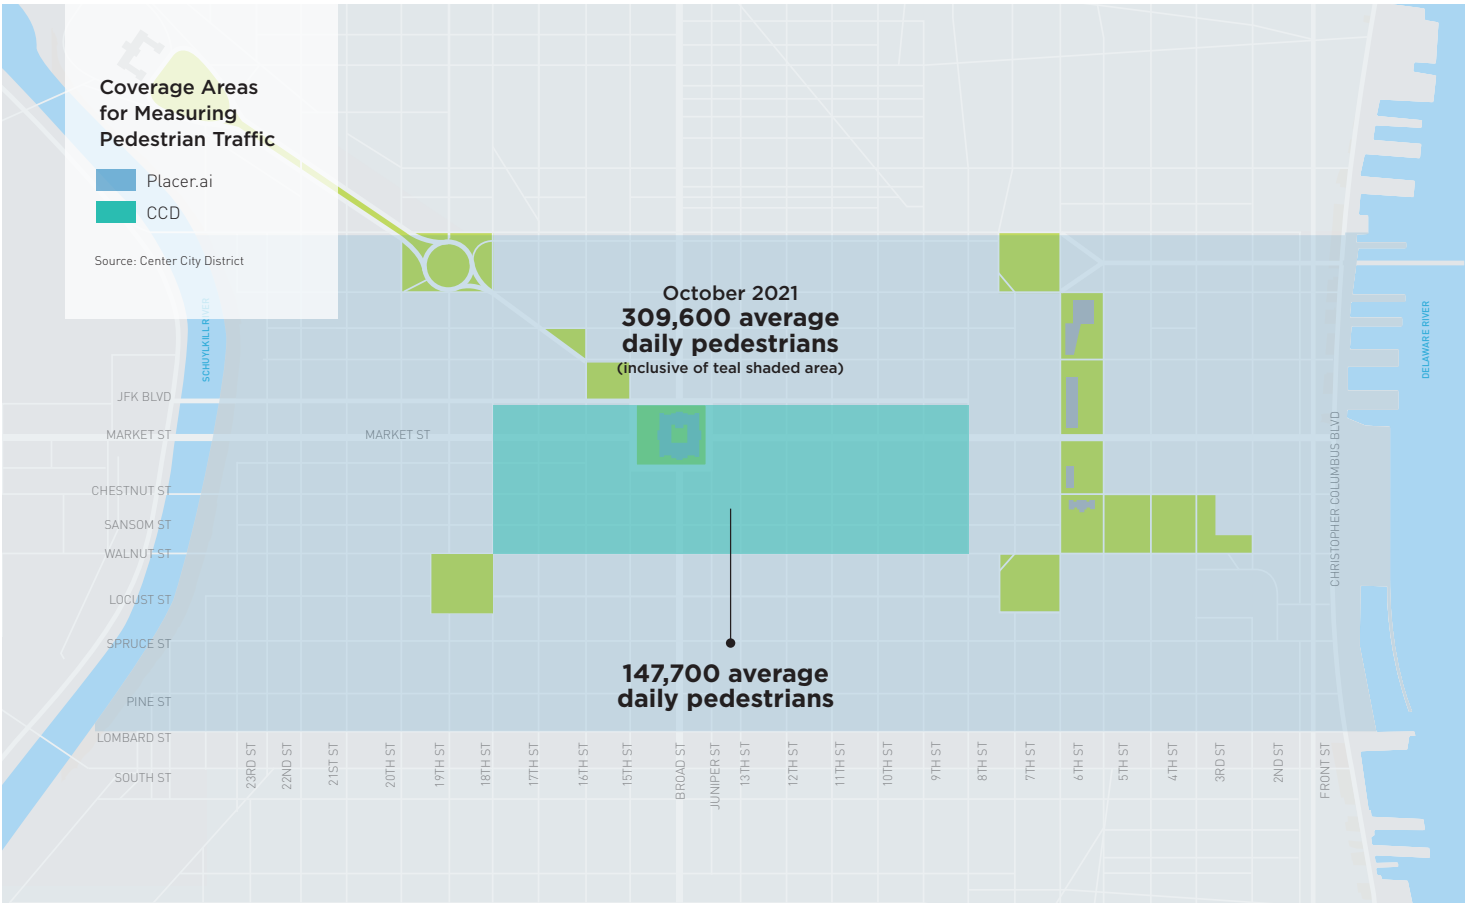 Coverage Areas
for Measuring
Pedestrian Traffic
Placer.ai
CCD
Source: Center City District
SCHUYLKILL RIVER
October 2021
309,600 average
daily pedestrians
(inclusive of teal shaded area)
DELAWARE RIVER
JFK BLVD
MARKET ST
MARKET ST
CHESTNUT ST
SANSOM ST
WALNUT ST
LOCUST ST
SPRUCE ST
PINE ST
LOMBARD ST
SOUTH ST
CHRISTOPHER COLUMBUS BLVD
147,700 average
daily pedestrians
23RD ST
22ND ST
21ST ST
20TH ST
19TH ST
18TH ST
17TH ST
16TH ST
15TH ST
BROAD ST
JUNIPER ST
13TH ST
12TH ST
11TH ST
10TH ST
9TH ST
8TH ST
7TH ST
6TH ST
5TH ST
4TH ST
3RD ST
2ND ST
FRONT ST